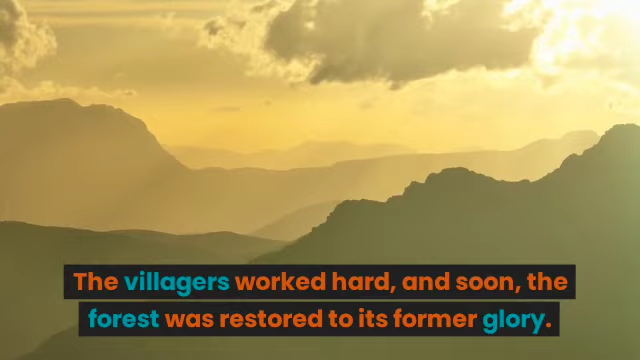 The villagers worked hard, and soon, the
forest was restored to its former glory.